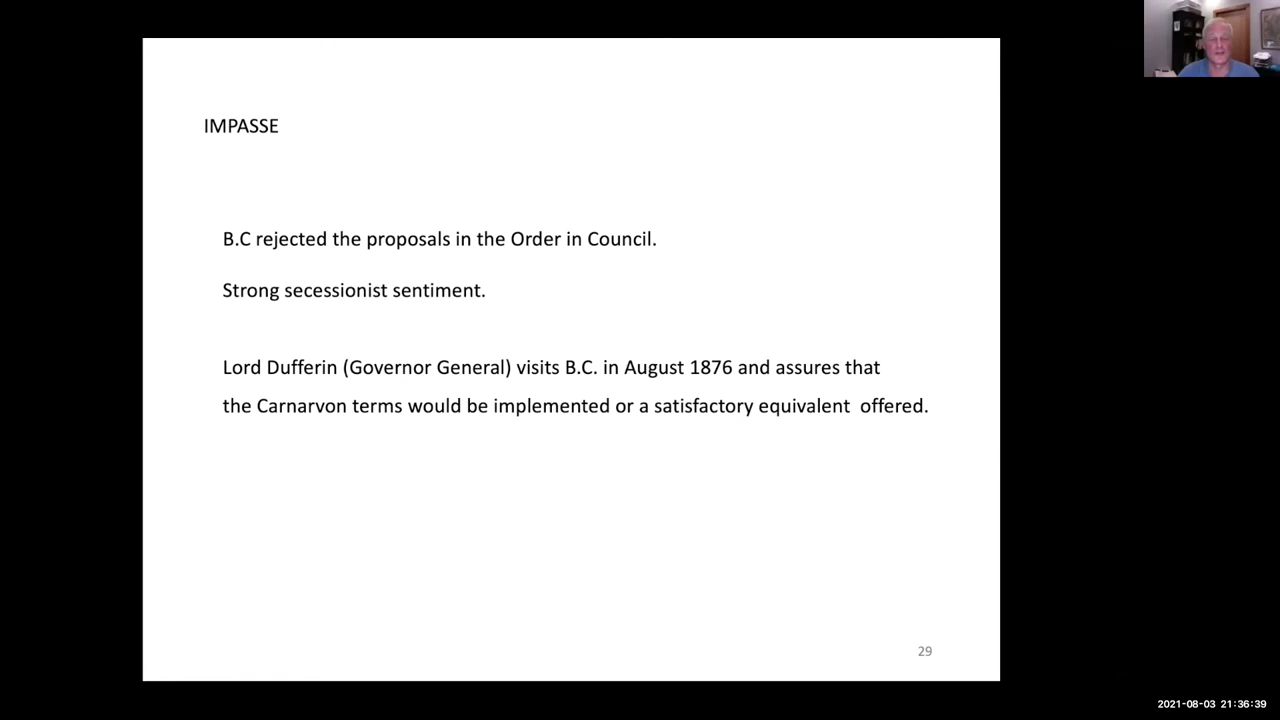 IMPASSE
B.C rejected the proposals in the Order in Council.
Strong secessionist sentiment.
Lord Dufferin (Governor General) visits B.C. in August 1876 and assures that
the Carnarvon terms would be implemented or a satisfactory equivalent  offered.
29
2021-08-03 21:36:39